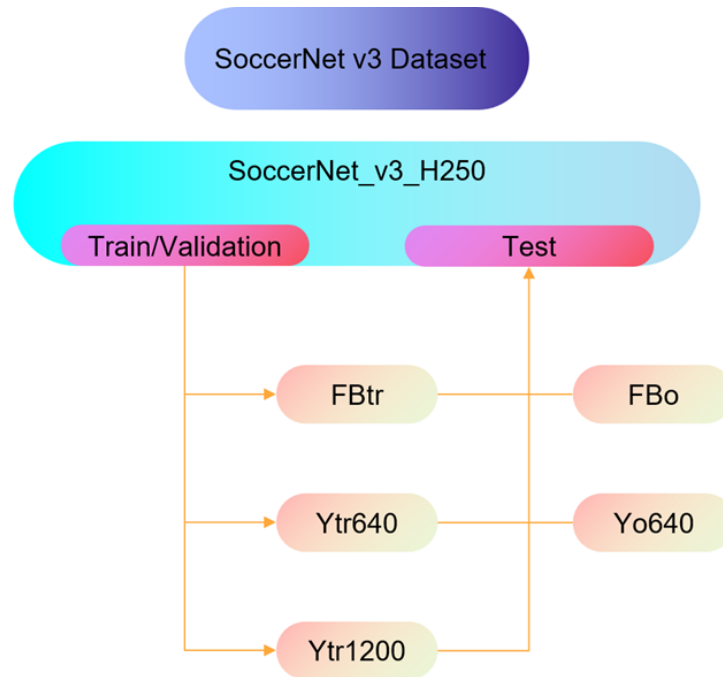 SoccerNet v3 Dataset
SoccerNet_v3_H250
Train/Validation
Test
FBtr
FBo
Ytr640
Yo640
Ytr1200